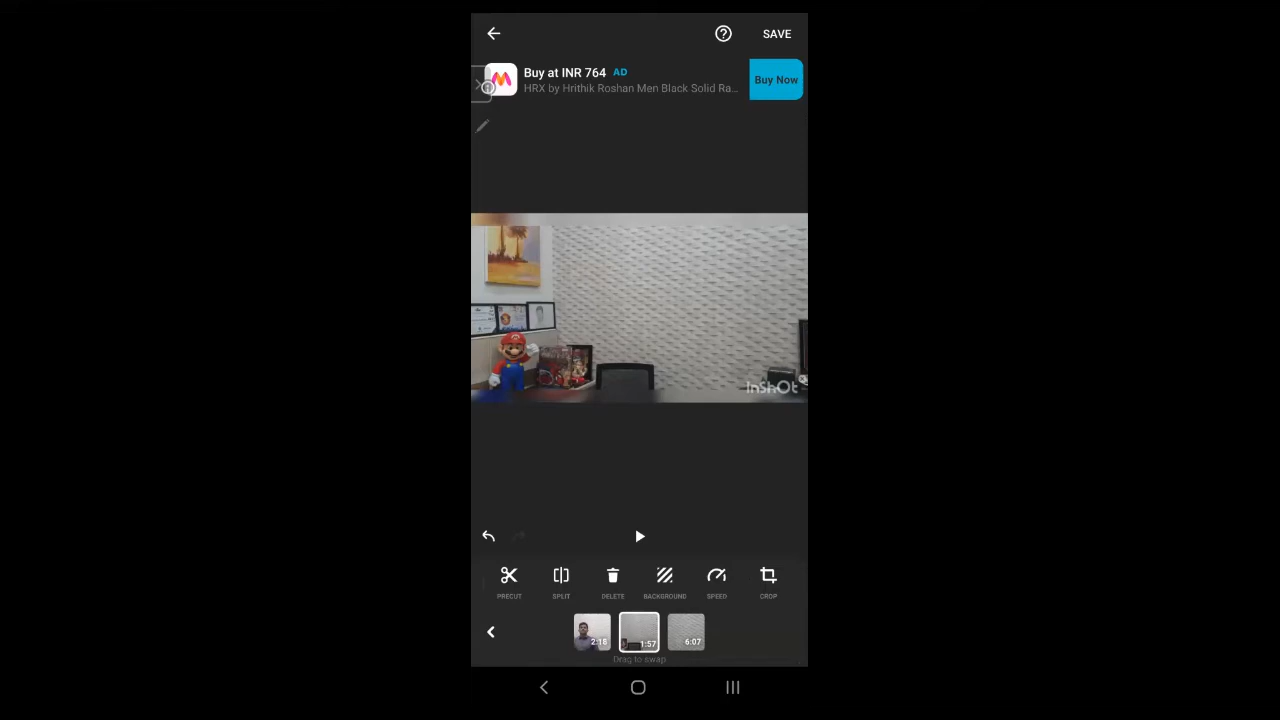 SAVE
Buy at INR 764 AD
HRX by Hrithik Roshan Men Black Solid Ra...
Buy Now
InShOt
PRECUT SPLIT DELETE BACKGROUND SPEED CROP
2:18 1:57 6:07
Drag to swap